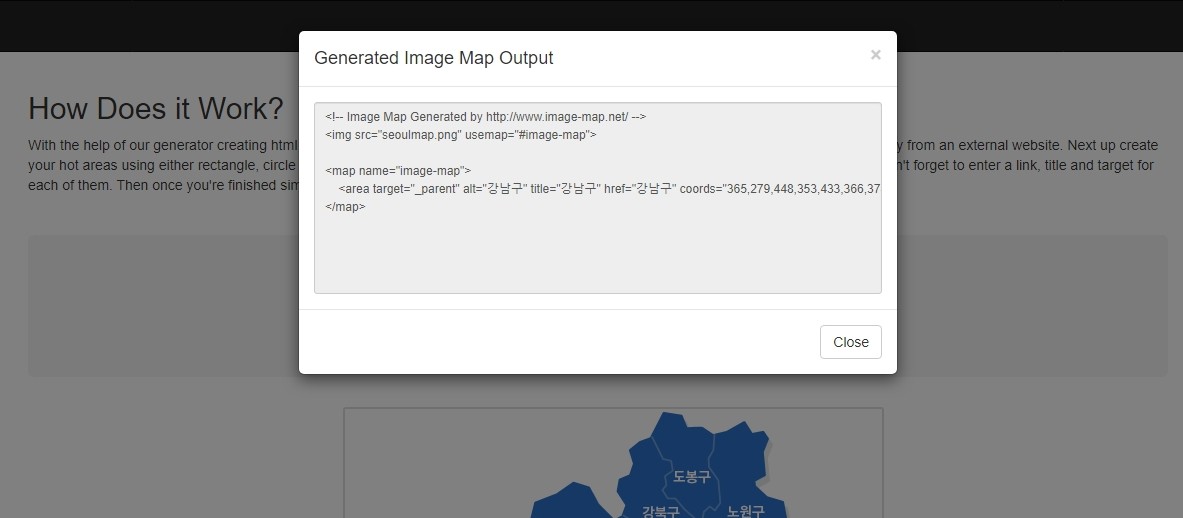 Generated Image Map Output
×
<!-- Image Map Generated by http://www.image-map.net/ -->
<img src="seoulmap.png" usemap="#image-map">
<map name="image-map">
<area target="_parent" alt="강남구" title="강남구" href="강남구" coords="365,279,448,353,433,366,37
</map>
Close
How Does it Work?
With the help of our generator creating html
y from an external website. Next up create
your hot areas using either rectangle, circle
n't forget to enter a link, title and target for
each of them. Then once you're finished sim
도봉구
강북구
노원구